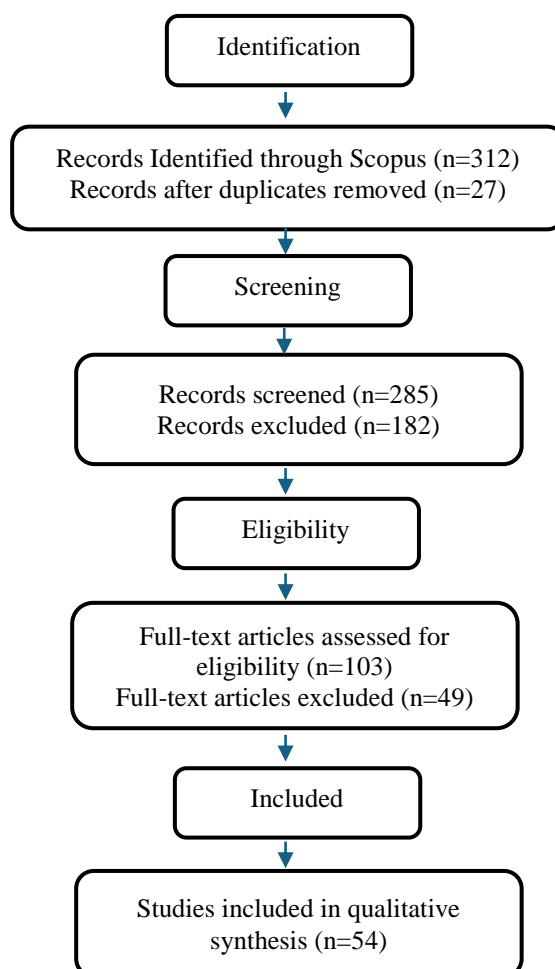 Identification
Records Identified through Scopus (n=312)
Records after duplicates removed (n=27)
Screening
Records screened (n=285)
Records excluded (n=182)
Eligibility
Full-text articles assessed for
eligibility (n=103)
Full-text articles excluded (n=49)
Included
Studies included in qualitative
synthesis (n=54)